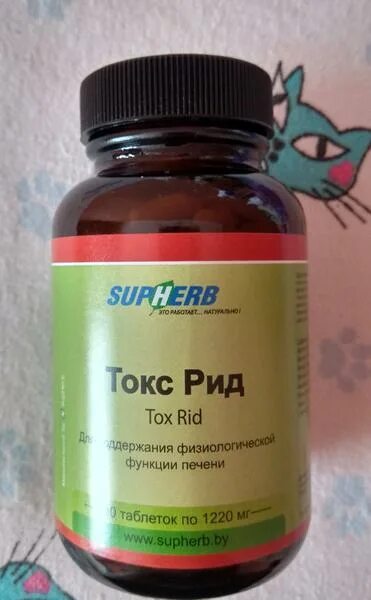 SUPHERB
ЭТО РАБОТАЕТ... НАТУРАЛЬНО!
Токс Рид
Tox Rid
Для поддержания физиологической
функции печени
0 таблеток по 1220 мг
www.supherb.by